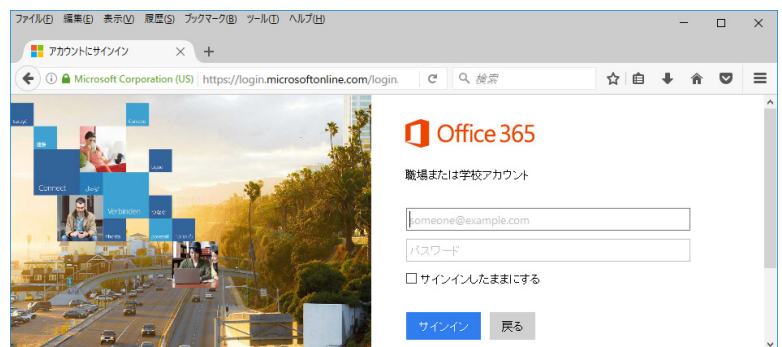 ファイル(F) 編集(E) 表示(V) 履歴(S) ブックマーク(B) ツール(T) ヘルプ(H)
アカウントにサインイン
Microsoft Corporation (US) https://login.microsoftonline.com/login.
検索
Connect
Verbinden
Office 365
職場または学校アカウント
someone@example.com
パスワード
サインインしたままにする
サインイン 戻る